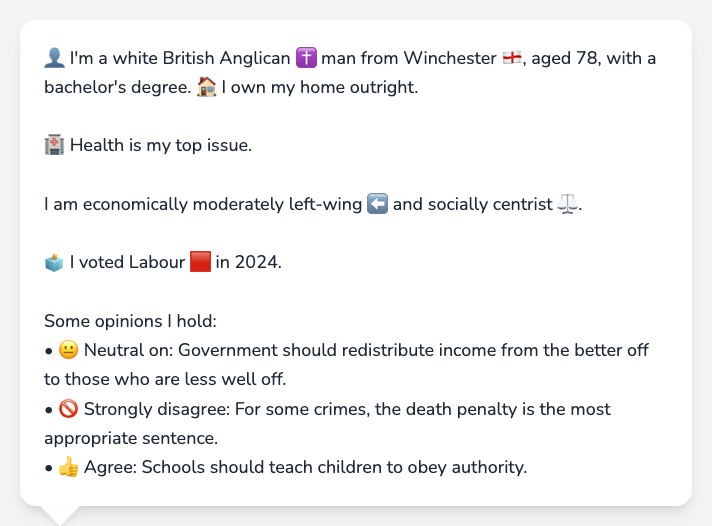 👤 I'm a white British Anglican ✝️ man from Winchester 🏴󠁧󠁢󠁥󠁮󠁧󠁿, aged 78, with a
bachelor's degree. 🏠 I own my home outright.
🏥 Health is my top issue.
I am economically moderately left-wing ⬅️ and socially centrist ⚖️.
🗳️ I voted Labour 🟥 in 2024.
Some opinions I hold:
• 😐 Neutral on: Government should redistribute income from the better off
to those who are less well off.
• 🚫 Strongly disagree: For some crimes, the death penalty is the most
appropriate sentence.
• 👍 Agree: Schools should teach children to obey authority.